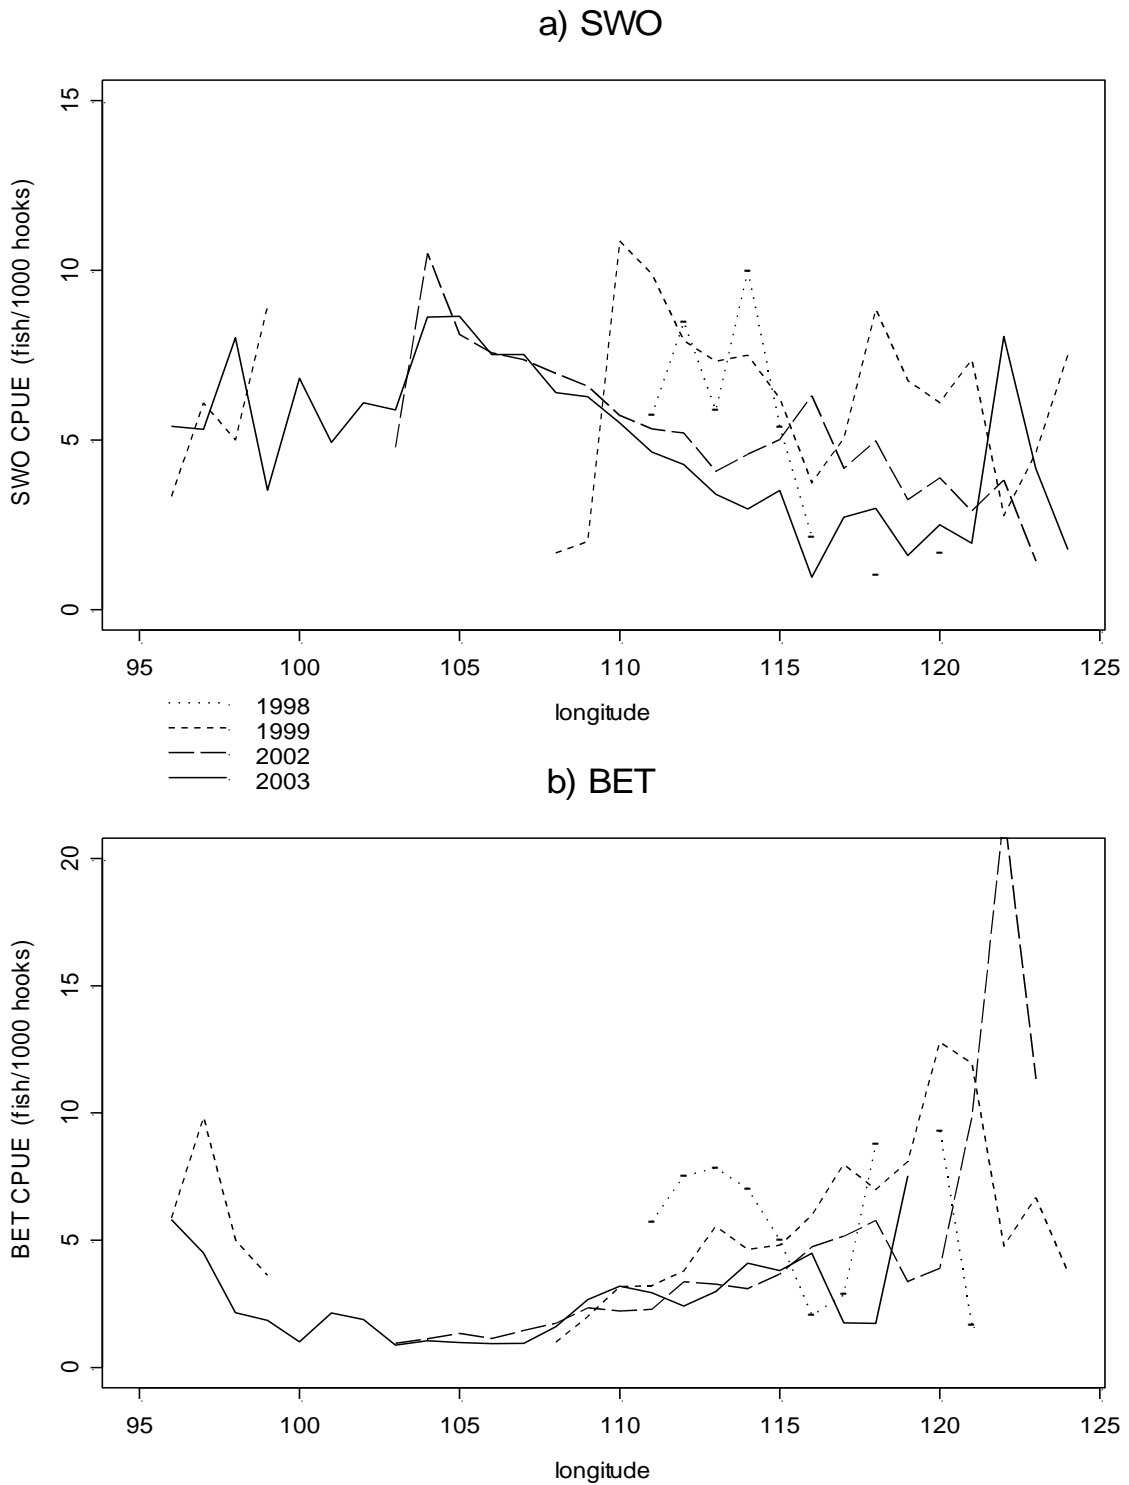 a) SWO
SWO CPUE (fish/1000 hooks)
15
10
5
0
95 100 105 110 115 120 125
longitude
1998
1999
2002
2003
b) BET
BET CPUE (fish/1000 hooks)
20
15
10
5
0
95 100 105 110 115 120 125
longitude